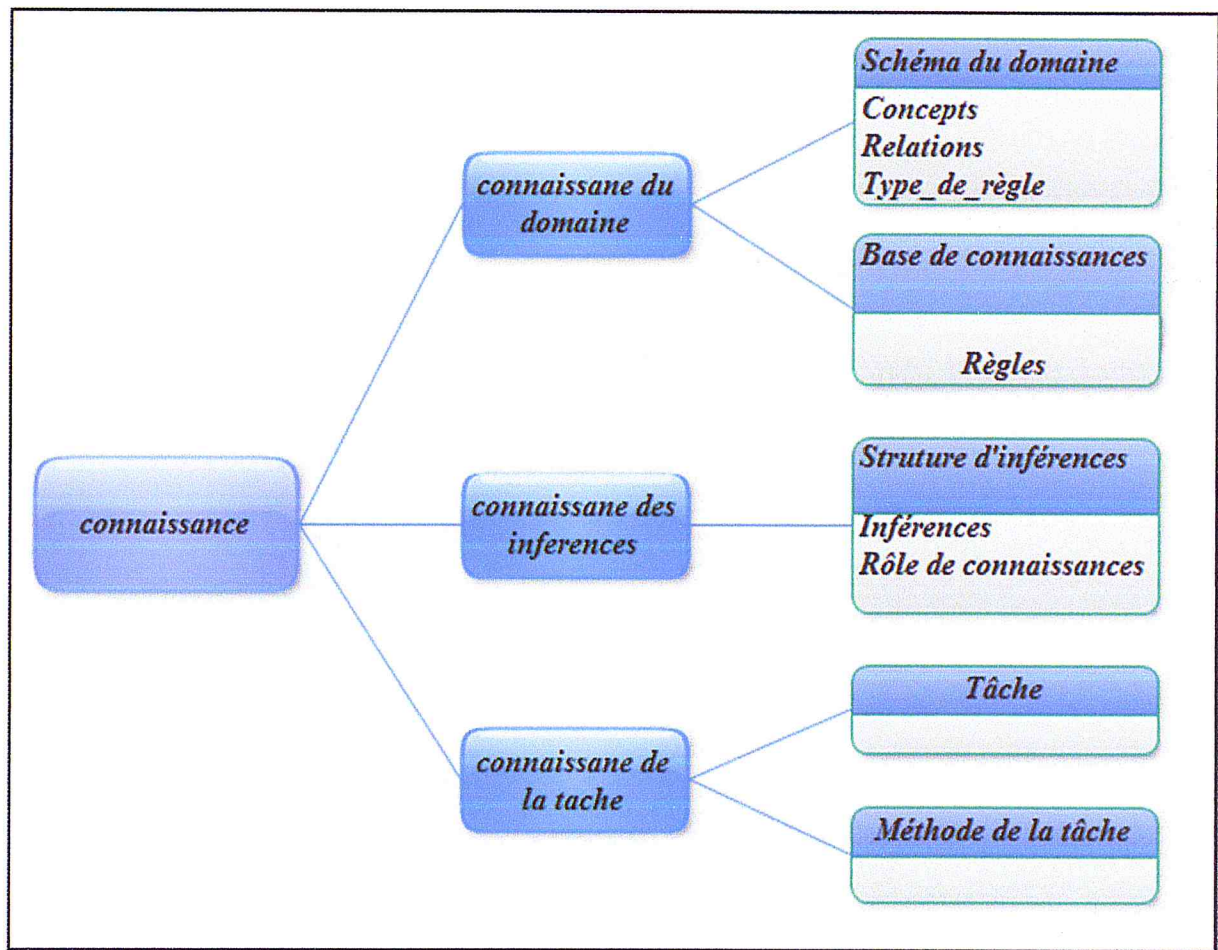 connaissance
connaissane du
domaine
Schéma du domaine
Concepts
Relations
Type_de_règle
Base de connaissances
Règles
connaissane des
inferences
Struture d'inférences
Inférences
Rôle de connaissances
connaissane de
la tache
Tâche
Méthode de la tâche